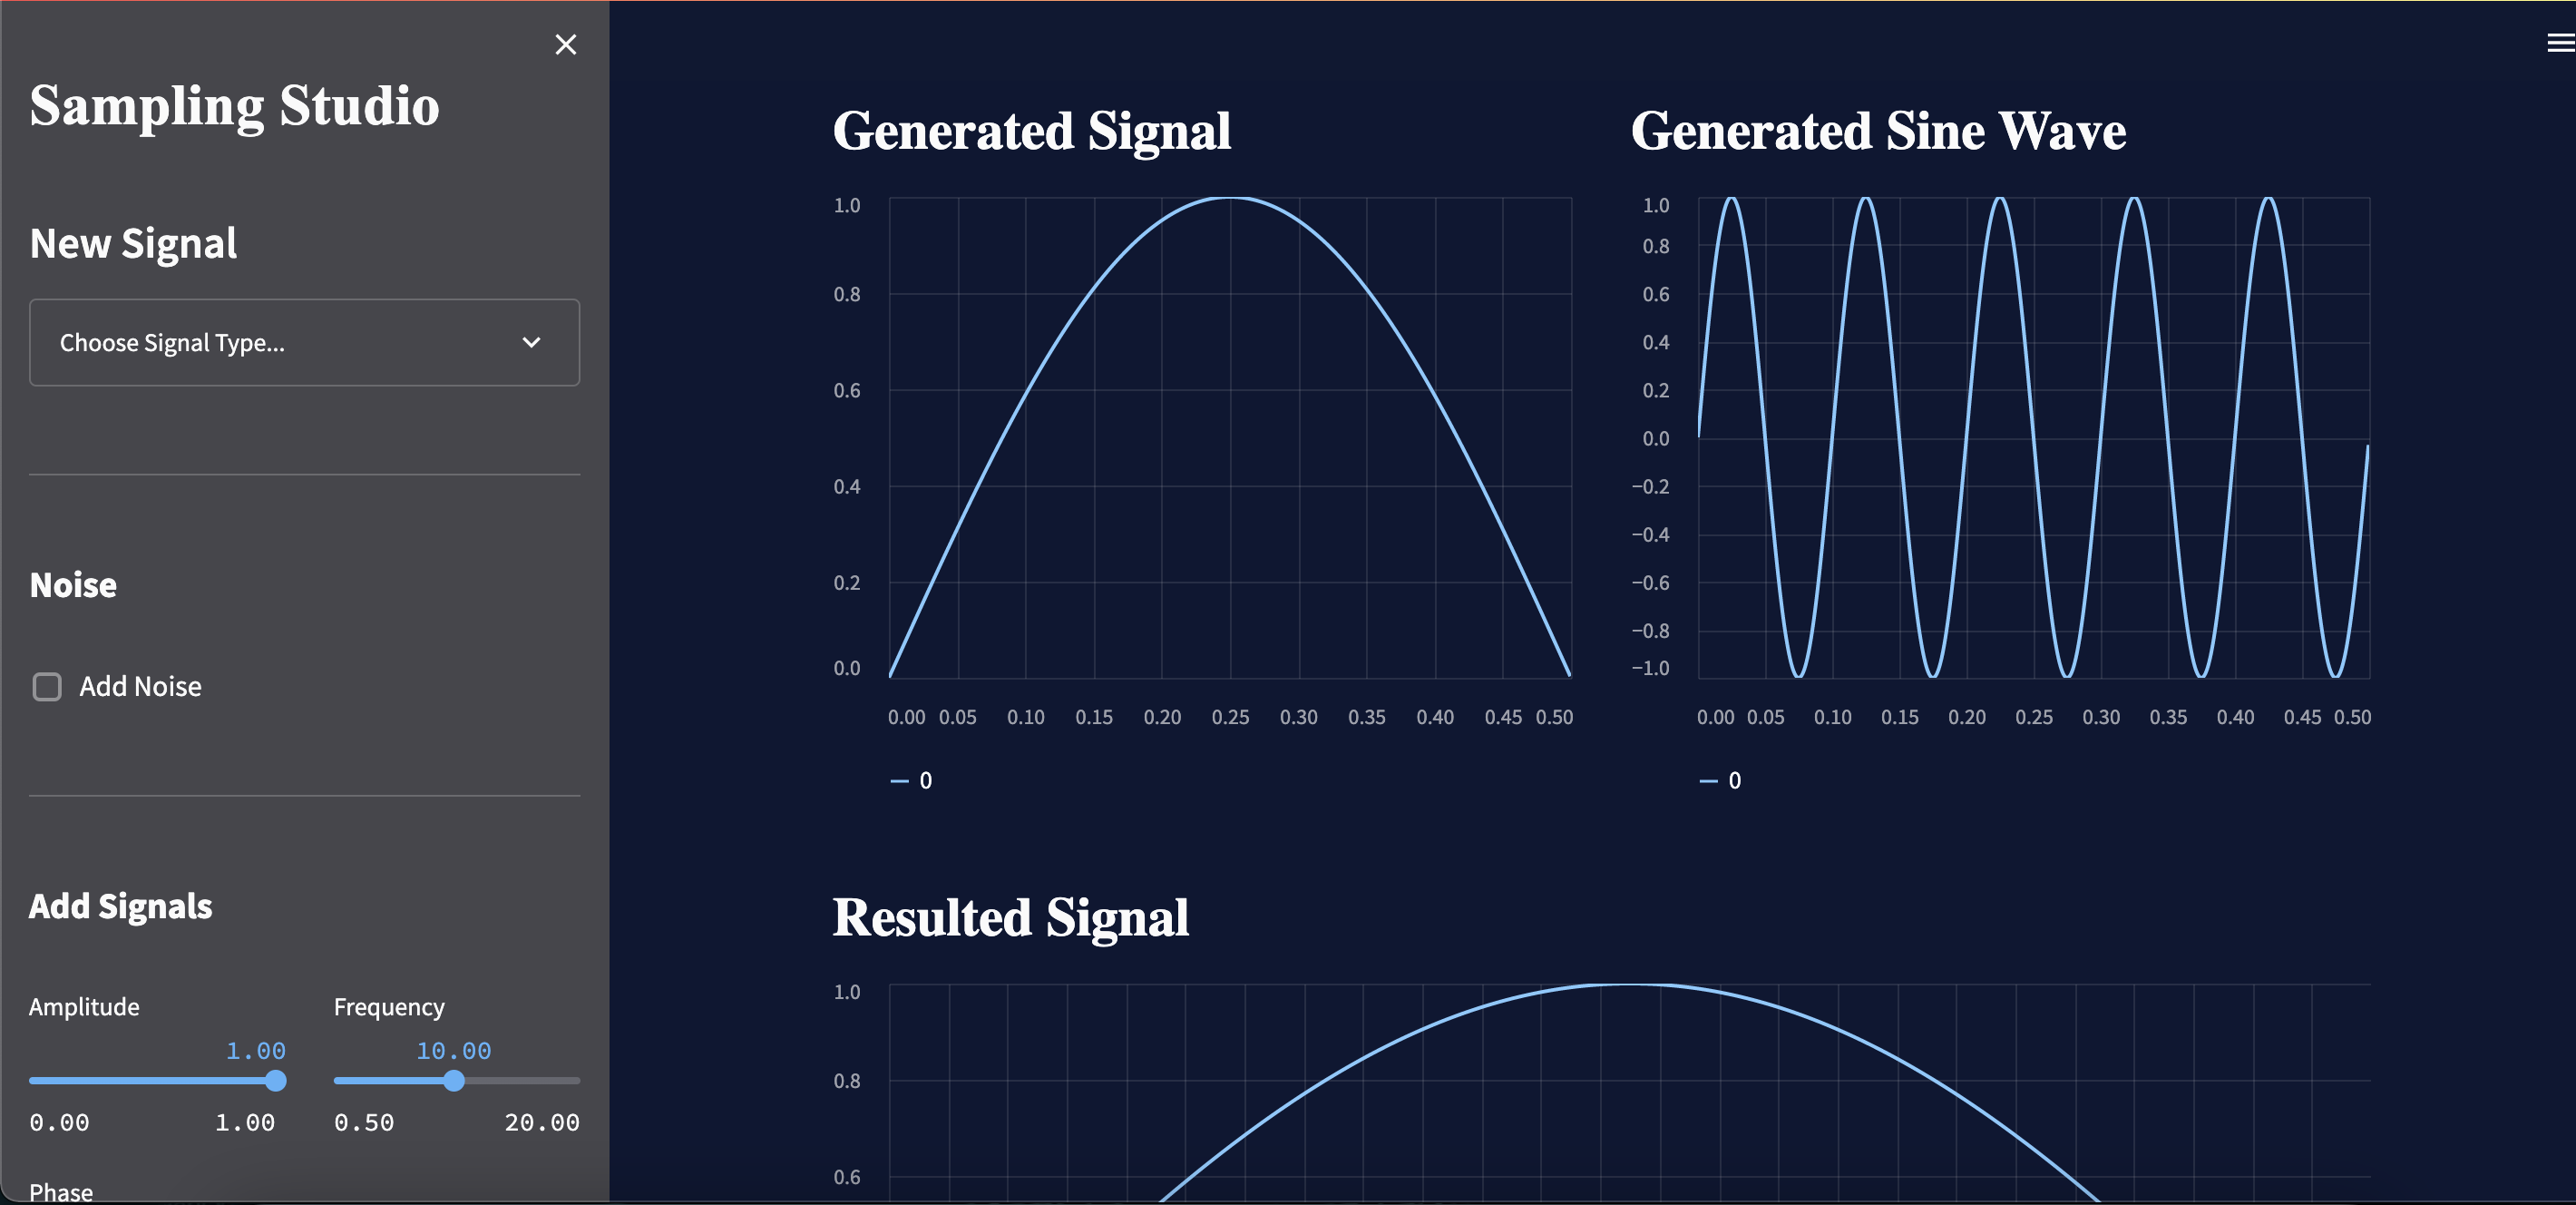 Sampling Studio
New Signal
Choose Signal Type...
Noise
Add Noise
Add Signals
Amplitude Frequency
1.00 10.00
0.00 1.00 0.50 20.00
Phase
Generated Signal
1.0
0.8
0.6
0.4
0.2
0.0
0.00 0.05 0.10 0.15 0.20 0.25 0.30 0.35 0.40 0.45 0.50
0
Generated Sine Wave
1.0
0.8
0.6
0.4
0.2
0.0
−0.2
−0.4
−0.6
−0.8
−1.0
0.00 0.05 0.10 0.15 0.20 0.25 0.30 0.35 0.40 0.45 0.50
0
Resulted Signal
1.0
0.8
0.6